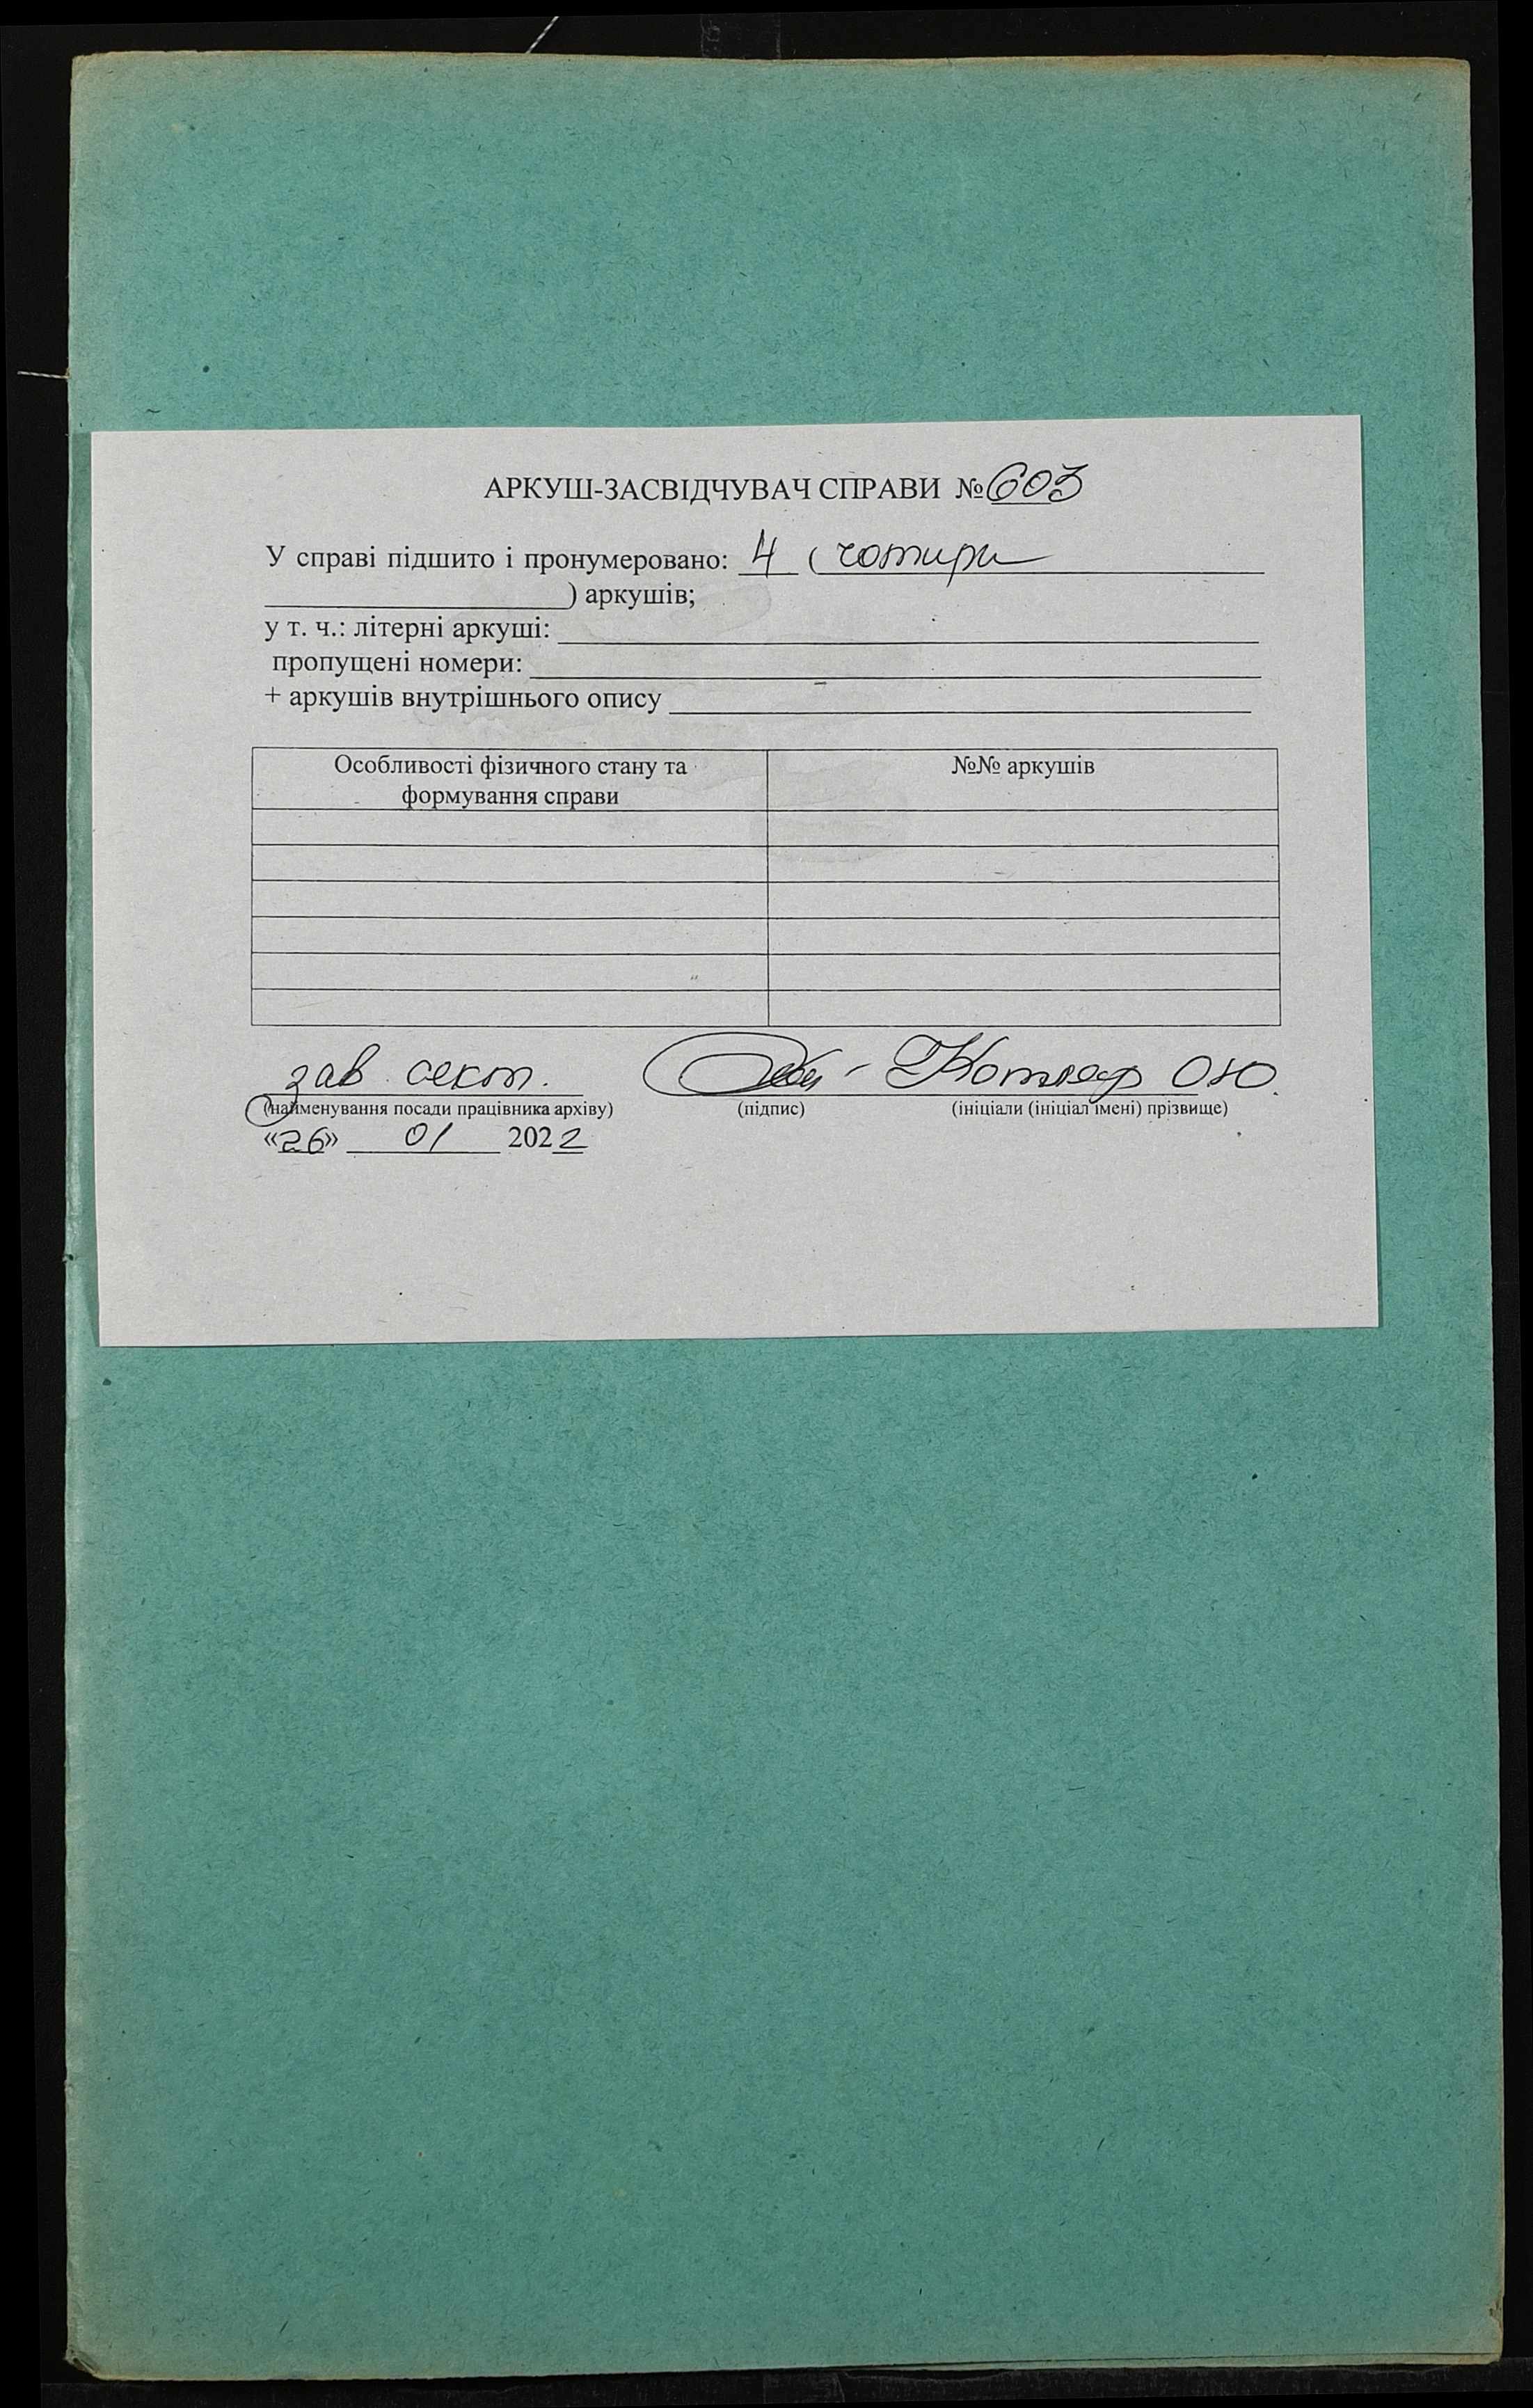 АРКУШ-ЗАСВІДЧУВАЧ СПРАВИ № 603
У справі підшито і пронумеровано: 4 ( чотири
) аркушів;
у т. ч.: літерні аркуші:
пропущені номери:
+ аркушів внутрішнього опису
Особливості фізичного стану та формування справи №№ аркушів
зав. сект. Котляр О.Ю.
(найменування посади працівника архіву) (підпис) (ініціали (ініціал імені) прізвище)
«26» 01 2022